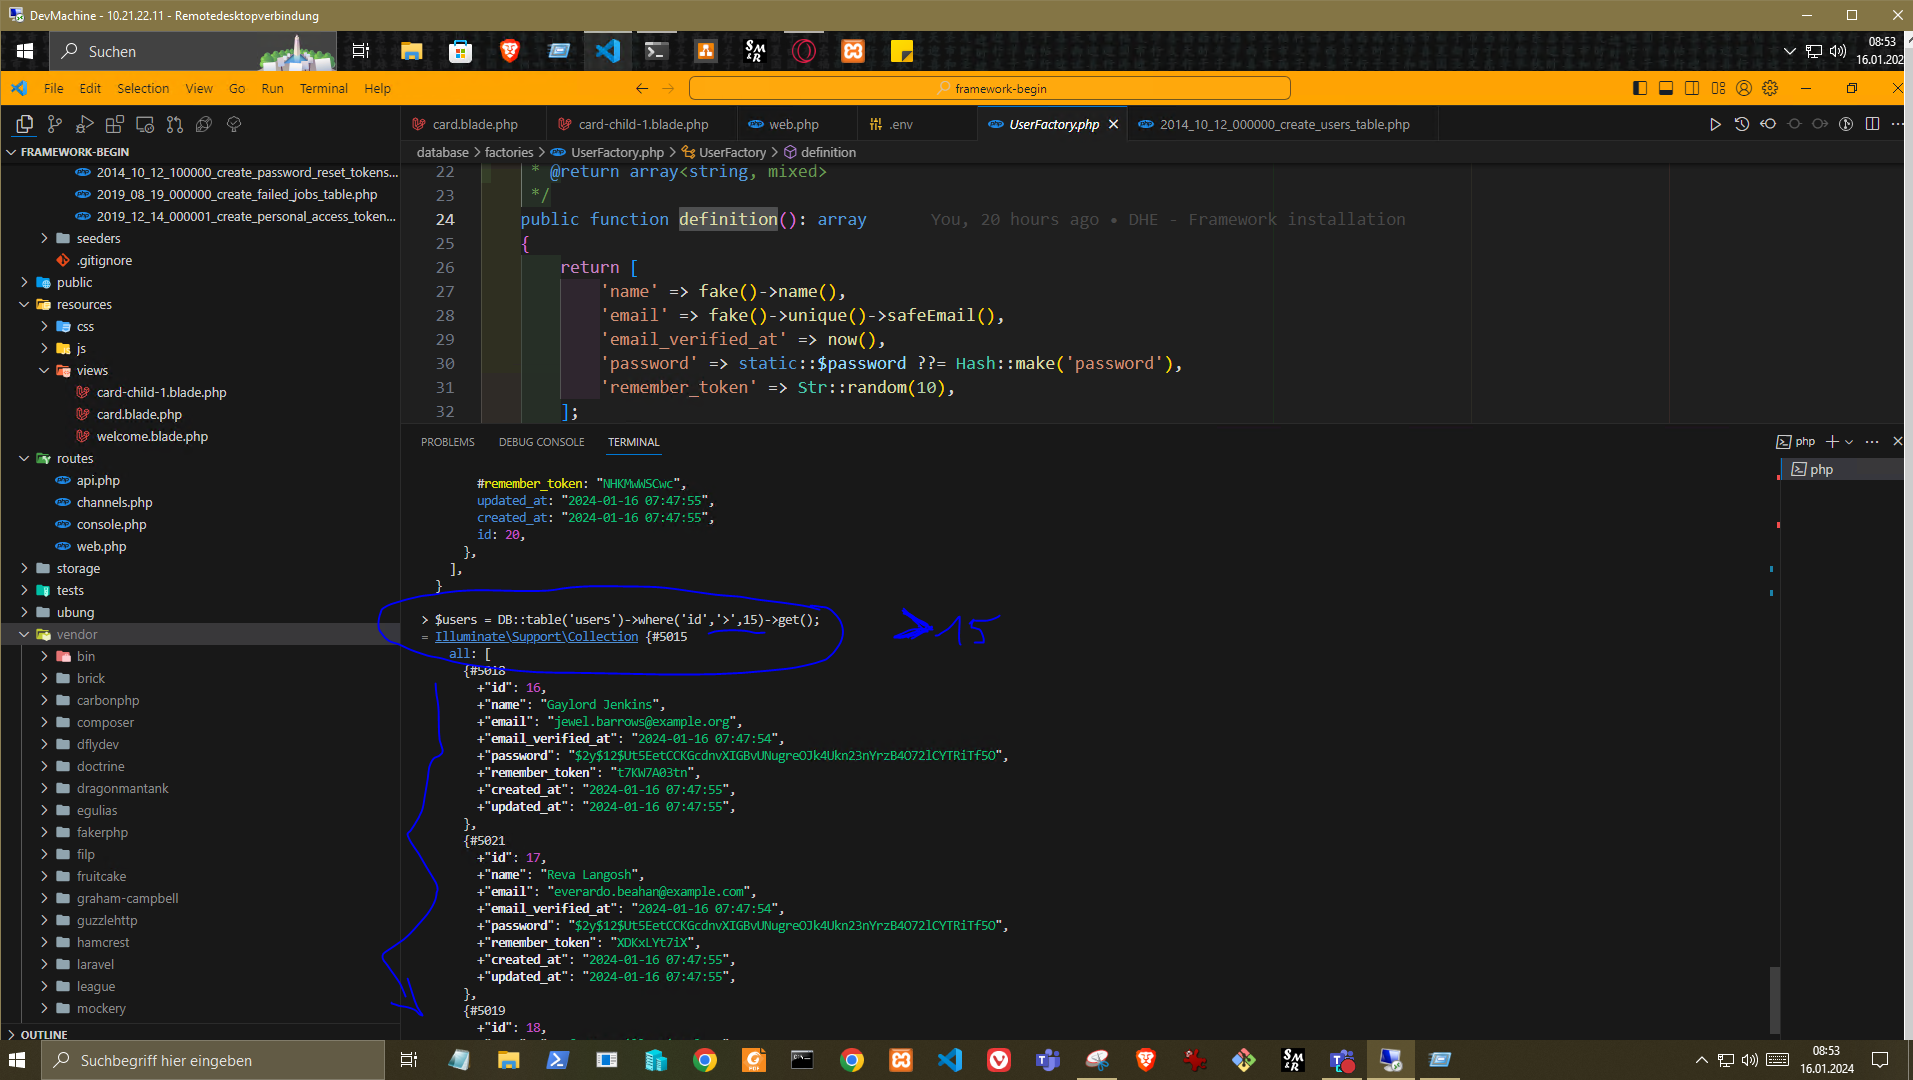 DevMachine - 10.21.22.11 - Remotedesktopverbindung
Suchen
08:53
16.01.202
File Edit Selection View Go Run Terminal Help
framework-begin
FRAMEWORK-BEGIN
2014_10_12_100000_create_password_reset_tokens...
2019_08_19_000000_create_failed_jobs_table.php
2019_12_14_000001_create_personal_access_token...
seeders
.gitignore
public
resources
css
js
views
card-child-1.blade.php
card.blade.php
welcome.blade.php
routes
api.php
channels.php
console.php
web.php
storage
tests
ubung
vendor
bin
brick
carbonphp
composer
dflydev
doctrine
dragonmantank
egulias
fakerphp
filp
fruitcake
graham-campbell
guzzlehttp
hamcrest
laravel
league
mockery
OUTLINE
card.blade.php card-child-1.blade.php web.php .env UserFactory.php 2014_10_12_000000_create_users_table.php
database > factories > UserFactory.php > UserFactory > definition
22 * @return array<string, mixed>
23 */
24 public function definition(): array You, 20 hours ago • DHE - Framework installation
25 {
26 return [
27 'name' => fake()->name(),
28 'email' => fake()->unique()->safeEmail(),
29 'email_verified_at' => now(),
30 'password' => static::$password ??= Hash::make('password'),
31 'remember_token' => Str::random(10),
32 ];
PROBLEMS DEBUG CONSOLE TERMINAL
php
php
#remember_token: "NHKMwWSCwc",
updated_at: "2024-01-16 07:47:55",
created_at: "2024-01-16 07:47:55",
id: 20,
},
],
}
> $users = DB::table('users')->where('id','>',15)->get();
= Illuminate\Support\Collection {#5015
all: [
> 15
{#5018
+"id": 16,
+"name": "Gaylord Jenkins",
+"email": "jewel.barrows@example.org",
+"email_verified_at": "2024-01-16 07:47:54",
+"password": "$2y$12$Ut5EetCCKGcdnvXIGBvUNugreOJk4Ukn23nYrzB4O72lCYTRiTf5O",
+"remember_token": "t7KW7A03tn",
+"created_at": "2024-01-16 07:47:55",
+"updated_at": "2024-01-16 07:47:55",
},
{#5021
+"id": 17,
+"name": "Reva Langosh",
+"email": "everardo.beahan@example.com",
+"email_verified_at": "2024-01-16 07:47:54",
+"password": "$2y$12$Ut5EetCCKGcdnvXIGBvUNugreOJk4Ukn23nYrzB4O72lCYTRiTf5O",
+"remember_token": "XDKxLYt7iX",
+"created_at": "2024-01-16 07:47:55",
+"updated_at": "2024-01-16 07:47:55",
},
{#5019
+"id": 18,
Suchbegriff hier eingeben
08:53
16.01.2024